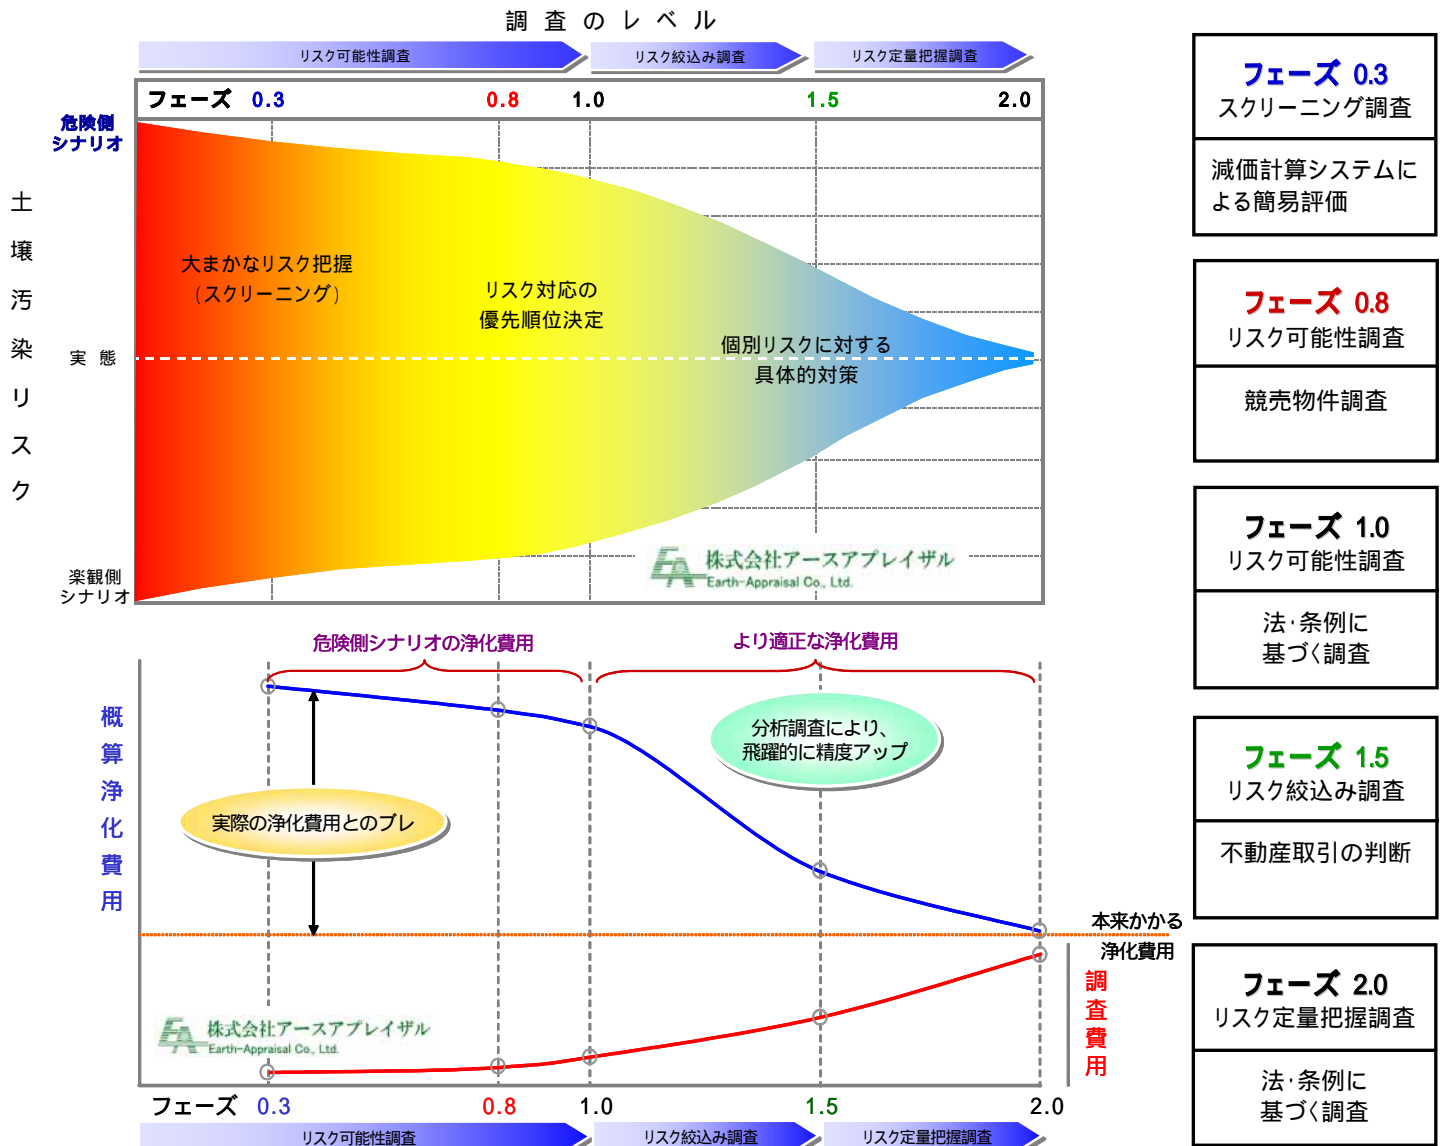 調査のレベル
リスク可能性調査
リスク絞込み調査
リスク定量把握調査
フェーズ 0.3 0.8 1.0 1.5 2.0
危険側
シナリオ
土壌汚染リスク
実態
楽観側
シナリオ
大まかなリスク把握
(スクリーニング)
リスク対応の
優先順位決定
個別リスクに対する
具体的対策
EA 株式会社アースアプレイザル
Earth-Appraisal Co., Ltd.
危険側シナリオの浄化費用
より適正な浄化費用
概算浄化費用
分析調査により、
飛躍的に精度アップ
実際の浄化費用とのブレ
本来かかる
浄化費用
調査費用
EA 株式会社アースアプレイザル
Earth-Appraisal Co., Ltd.
フェーズ 0.3 0.8 1.0 1.5 2.0
リスク可能性調査
リスク絞込み調査
リスク定量把握調査
フェーズ 0.3
スクリーニング調査
減価計算システムに
よる簡易評価
フェーズ 0.8
リスク可能性調査
競売物件調査
フェーズ 1.0
リスク可能性調査
法・条例に
基づく調査
フェーズ 1.5
リスク絞込み調査
不動産取引の判断
フェーズ 2.0
リスク定量把握調査
法・条例に
基づく調査